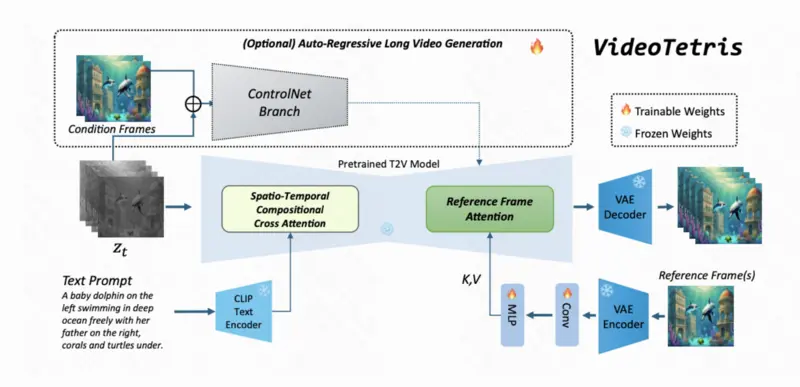 (Optional) Auto-Regressive Long Video Generation
VideoTetris
ControlNet
Branch
Condition Frames
Trainable Weights
Frozen Weights
Pretrained T2V Model
Spatio-Temporal
Compositional
Cross Attention
Reference Frame
Attention
VAE
Decoder
Zt
Text Prompt
A baby dolphin on the
left swimming in deep
ocean freely with her
father on the right,
corals and turtles under.
CLIP
Text
Encoder
K,V
MLP
Conv
VAE
Encoder
Reference Frame(s)